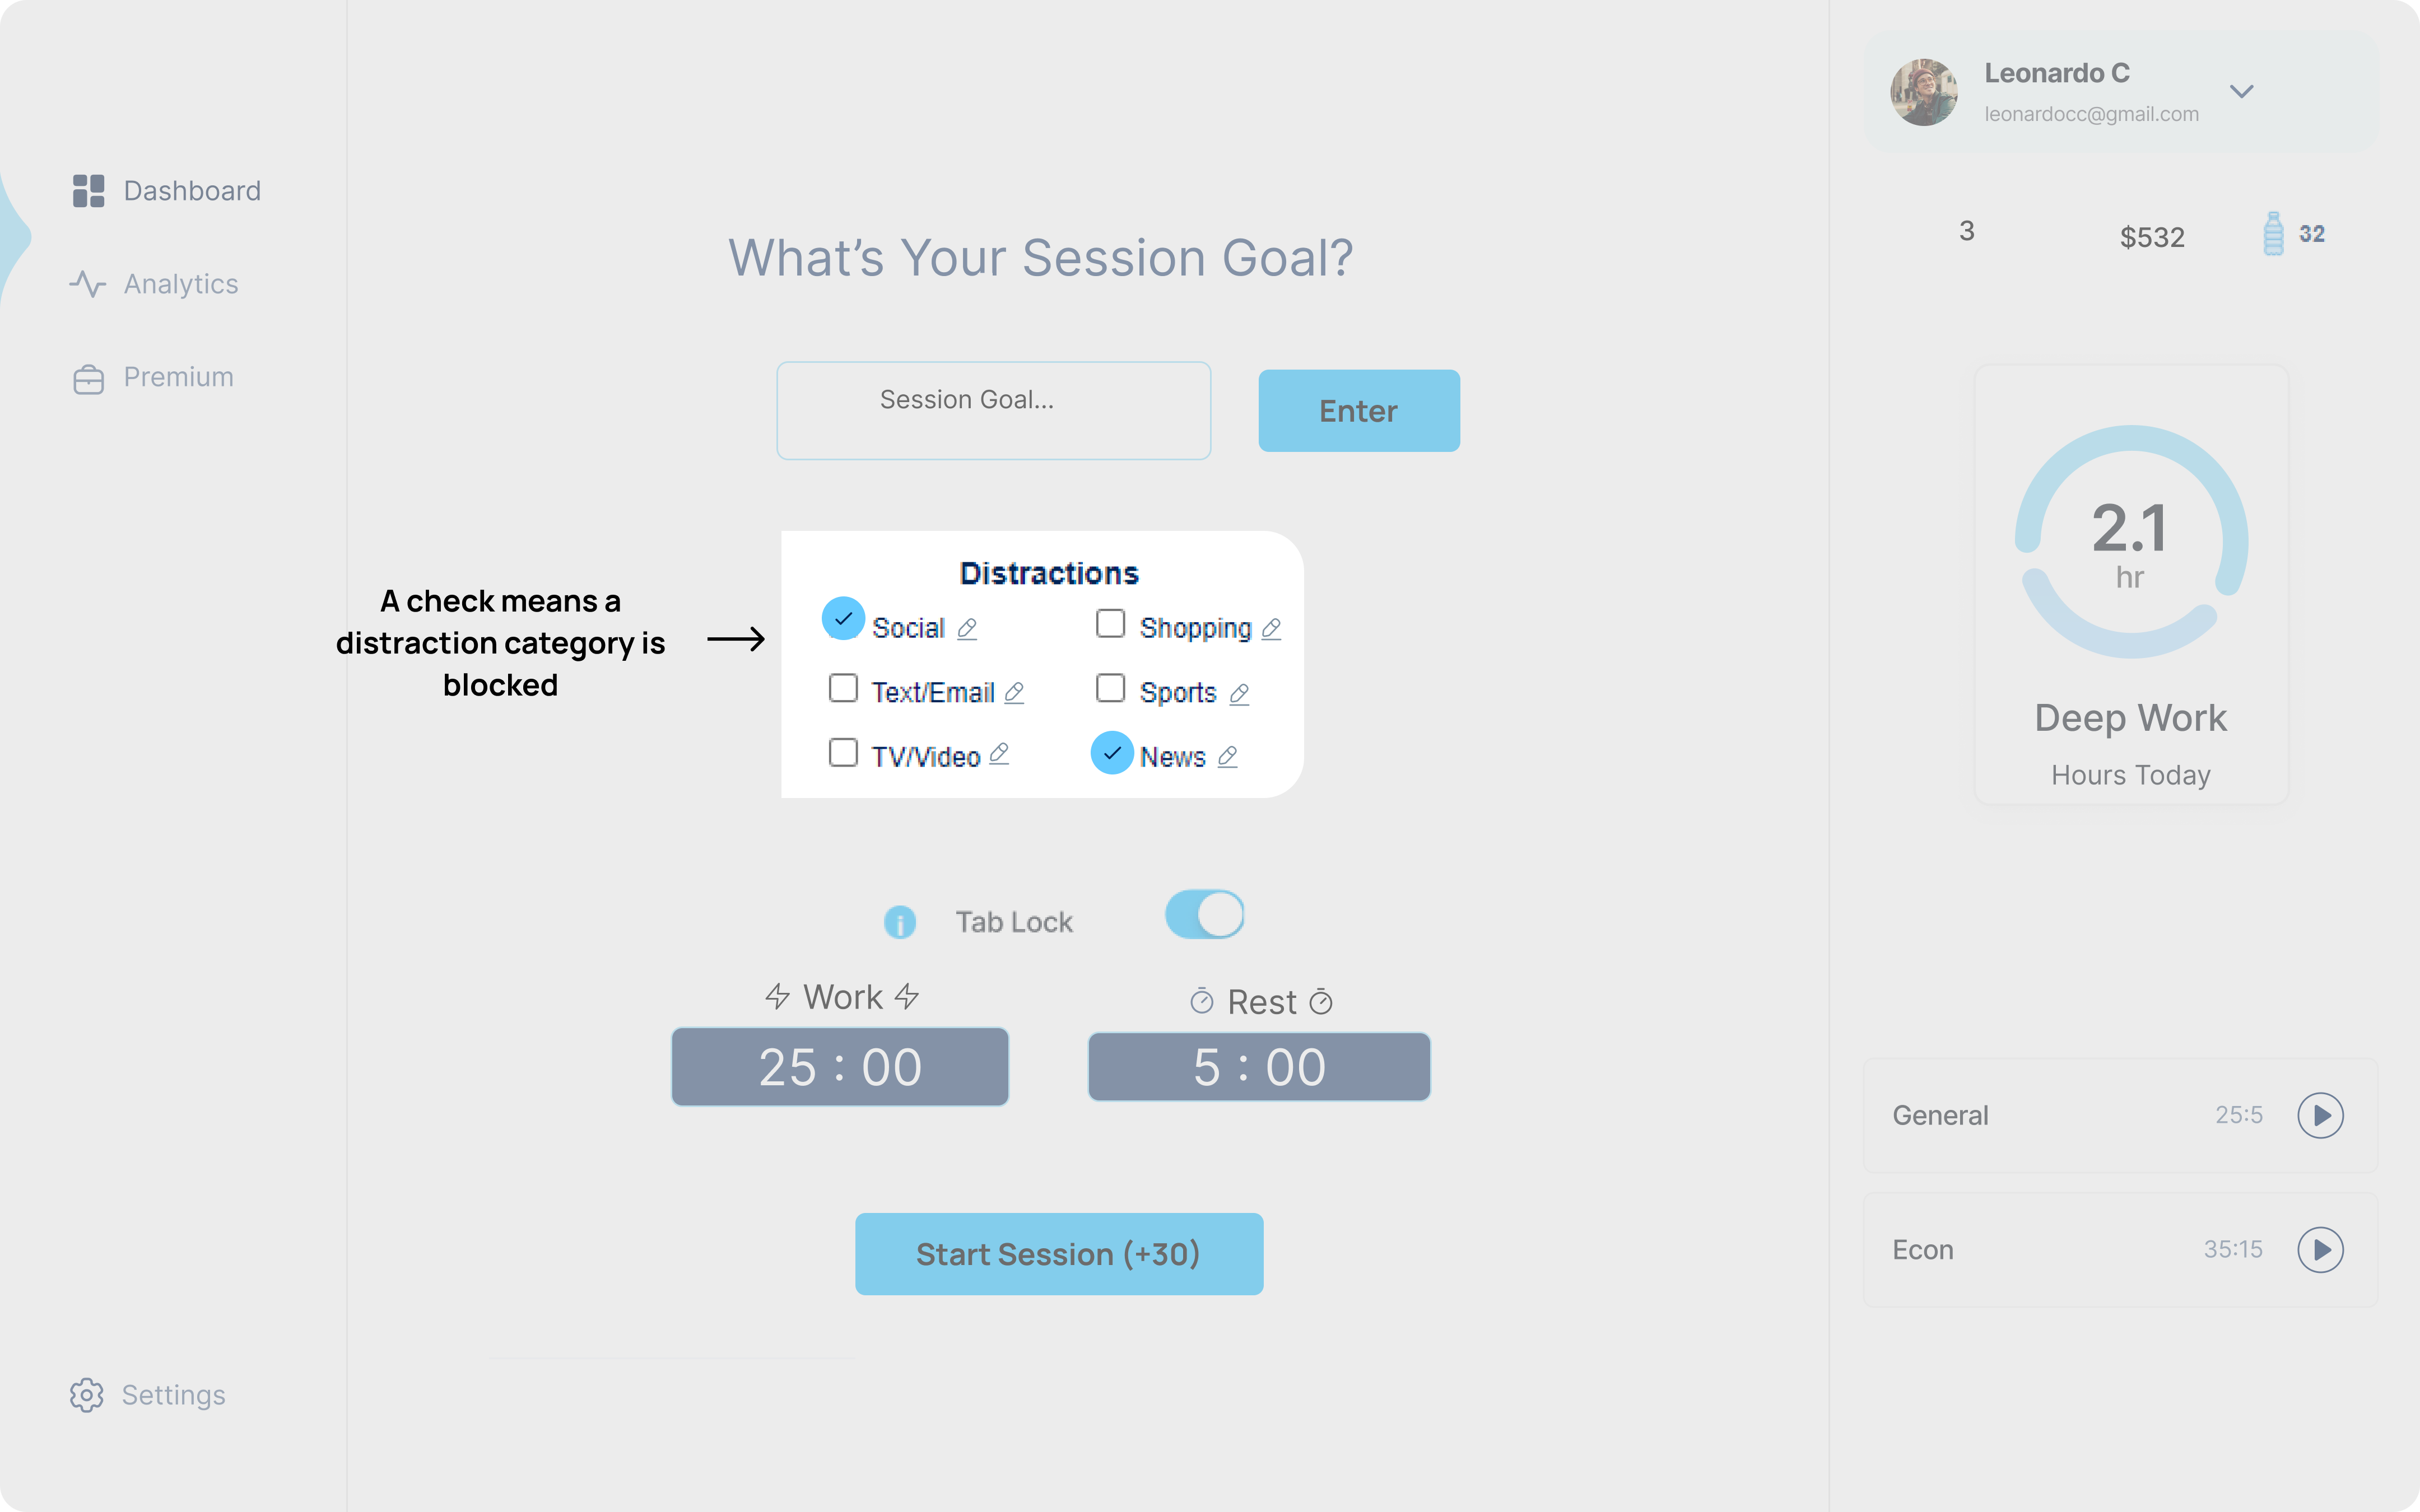 Dashboard
Analytics
Premium
Settings
What's Your Session Goal?
Session Goal...
Enter
A check means a
distraction category is
blocked
Distractions
Social
Shopping
Text/Email
Sports
TV/Video
News
i
Tab Lock
Work
Rest
25 : 00
5 : 00
Start Session (+30)
Leonardo C
leonardocc@gmail.com
3
$532
32
2.1
hr
Deep Work
Hours Today
General
25:5
Econ
35:15